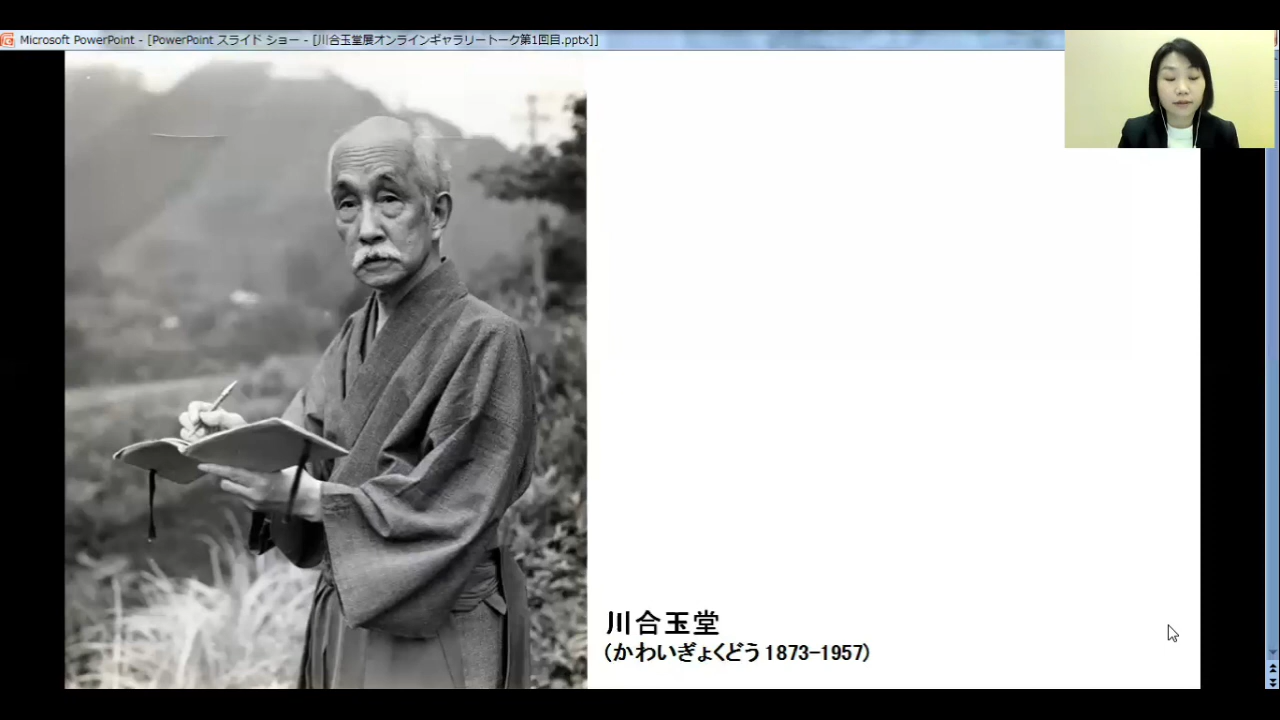 Microsoft PowerPoint - [PowerPoint スライド ショー - [川合玉堂展オンラインギャラリートーク第1回目.pptx]]
川合玉堂
(かわいぎょくどう 1873-1957)